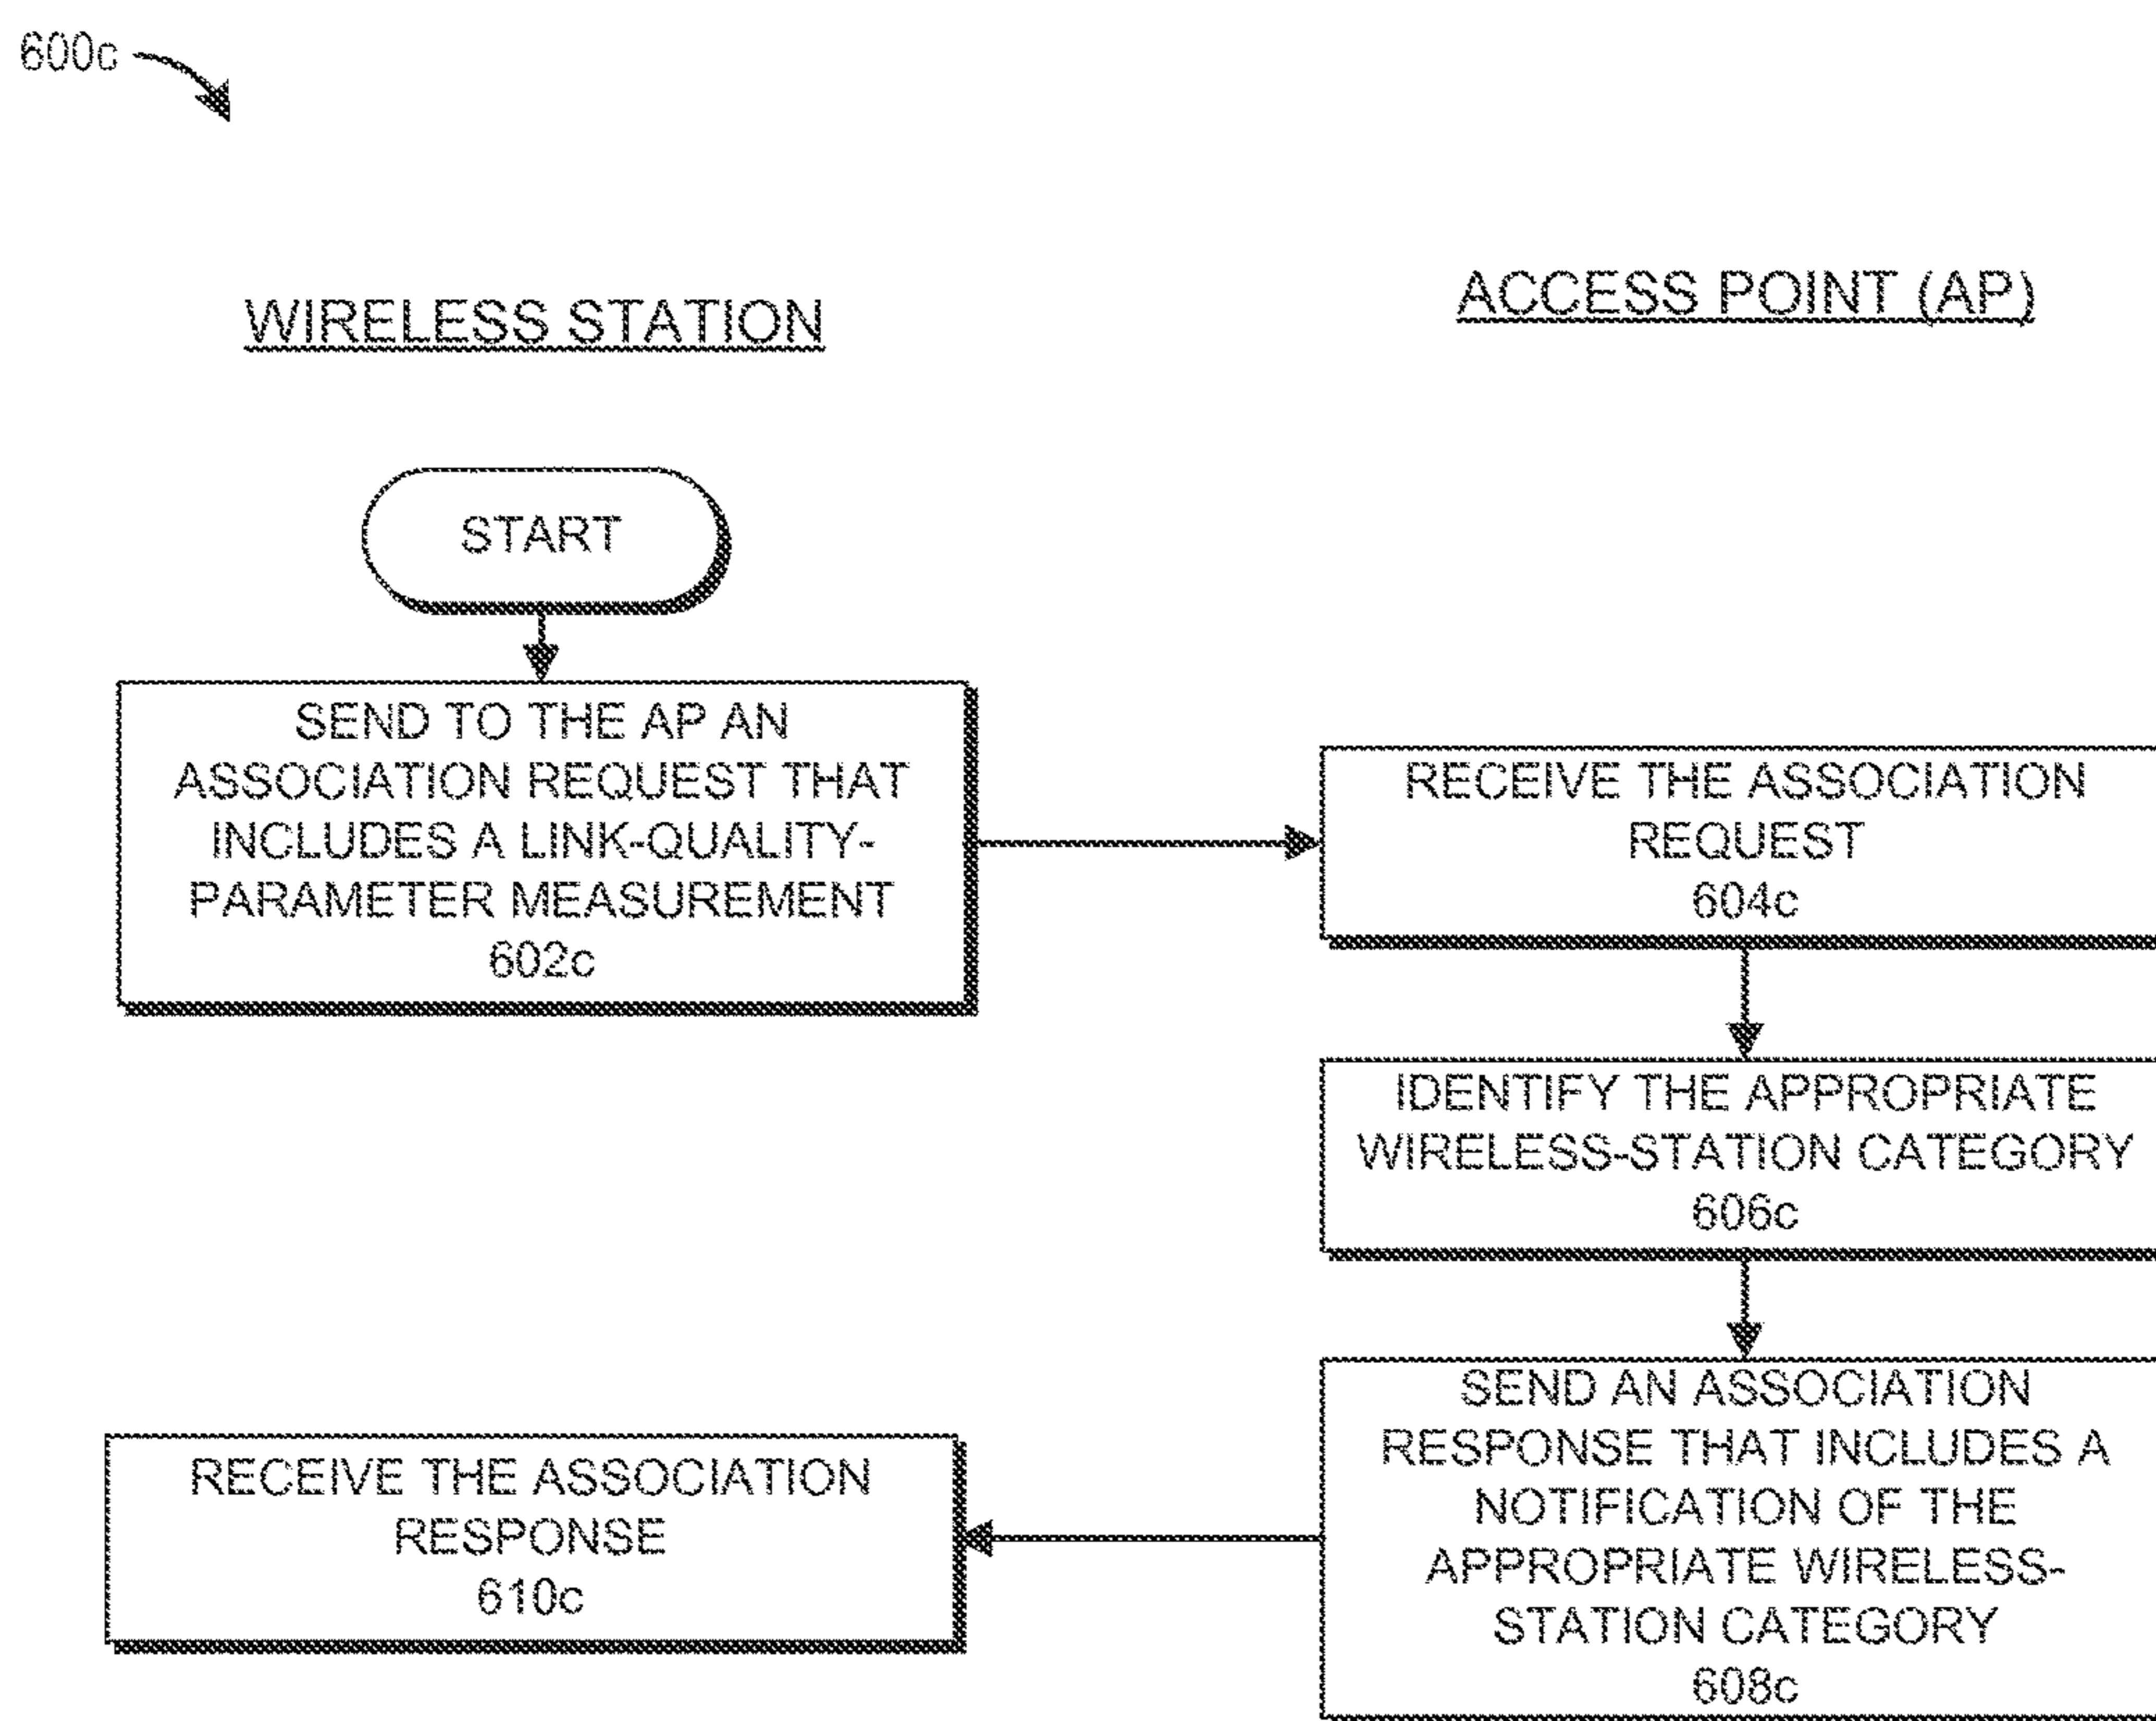 600c
WIRELESS STATION
ACCESS POINT (AP)
START
SEND TO THE AP AN
ASSOCIATION REQUEST THAT
INCLUDES A LINK-QUALITY-
PARAMETER MEASUREMENT
602c
RECEIVE THE ASSOCIATION
REQUEST
604c
IDENTIFY THE APPROPRIATE
WIRELESS-STATION CATEGORY
606c
SEND AN ASSOCIATION
RESPONSE THAT INCLUDES A
NOTIFICATION OF THE
APPROPRIATE WIRELESS-
STATION CATEGORY
608c
RECEIVE THE ASSOCIATION
RESPONSE
610c